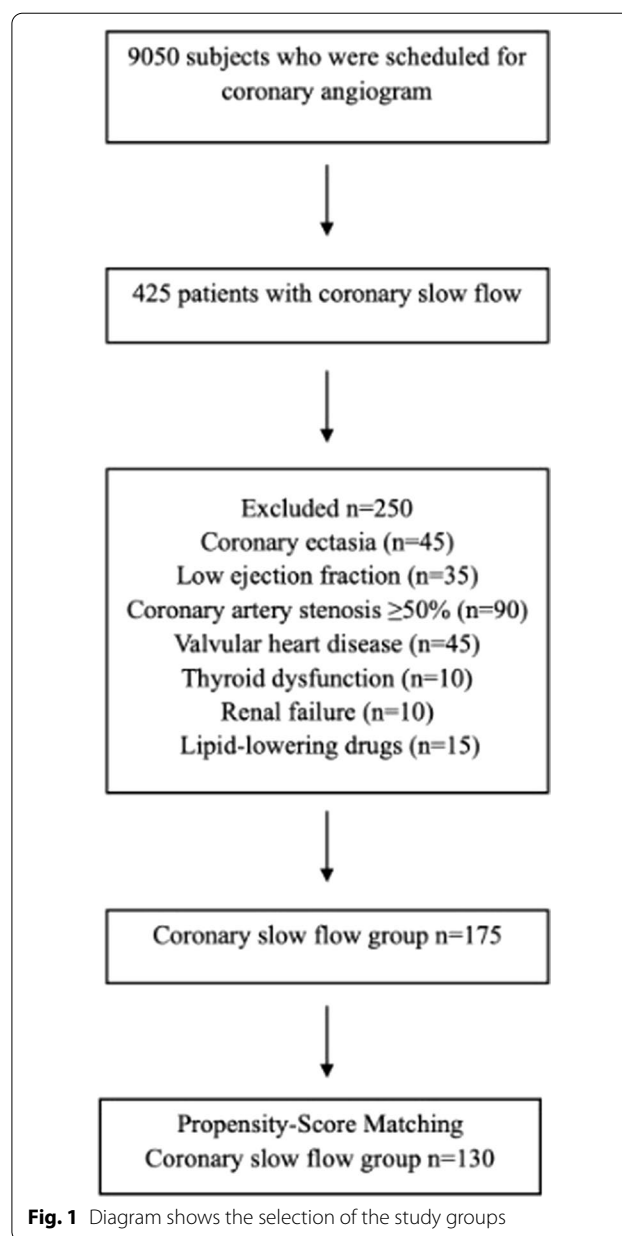 9050 subjects who were scheduled for
coronary angiogram
425 patients with coronary slow flow
Excluded n=250
Coronary ectasia (n=45)
Low ejection fraction (n=35)
Coronary artery stenosis ≥50% (n=90)
Valvular heart disease (n=45)
Thyroid dysfunction (n=10)
Renal failure (n=10)
Lipid-lowering drugs (n=15)
Coronary slow flow group n=175
Propensity-Score Matching
Coronary slow flow group n=130
Fig. 1 Diagram shows the selection of the study groups